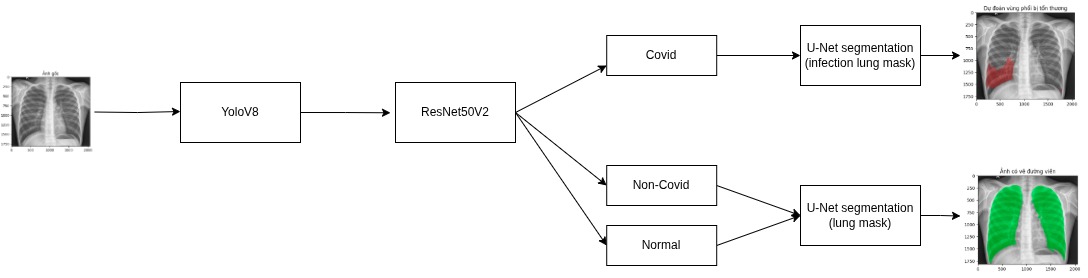 Ảnh gốc
YoloV8
ResNet50V2
Covid
Non-Covid
Normal
U-Net segmentation
(infection lung mask)
U-Net segmentation
(lung mask)
Dự đoán vùng phổi bị tổn thương
0
250
500
750
1000
1250
1500
1750
0
500
1000
1500
2000
Ảnh có vẽ đường viền
0
250
500
750
1000
1250
1500
1750
0
500
1000
1500
2000